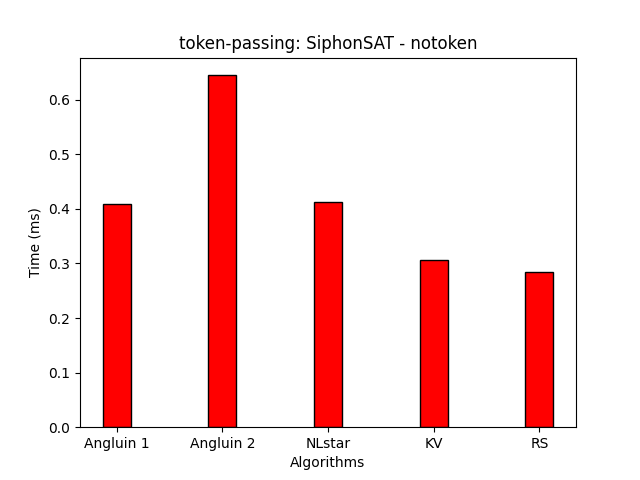 token-passing: SiphonSAT - notoken
0.6
0.5
0.4
0.3
0.2
0.1
0.0
Time (ms)
Angluin 1 Angluin 2 NLstar KV RS
Algorithms